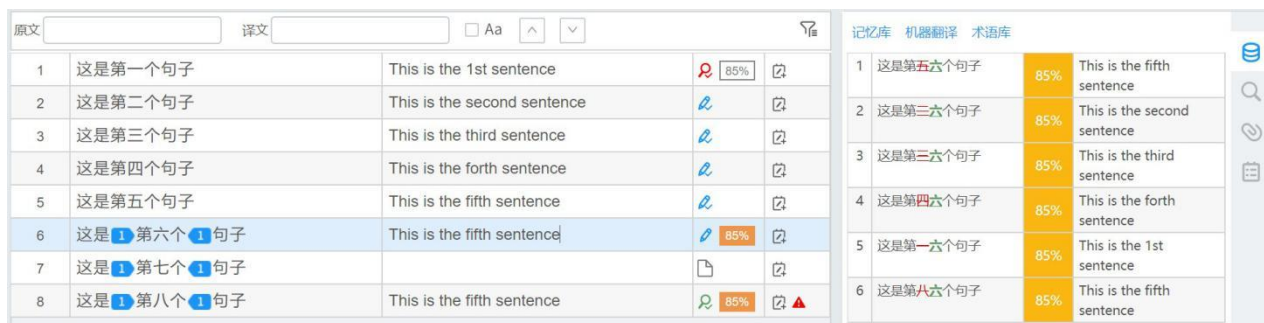 原文 译文 Aa
记忆库 机器翻译 术语库
1 这是第一个句子 This is the 1st sentence 85%
2 这是第二个句子 This is the second sentence
3 这是第三个句子 This is the third sentence
4 这是第四个句子 This is the forth sentence
5 这是第五个句子 This is the fifth sentence
6 这是 1 第六个 1 句子 This is the fifth sentence 85%
7 这是 1 第七个 1 句子
8 这是 1 第八个 1 句子 This is the fifth sentence 85%
1 这是第五六个句子 85% This is the fifth
sentence
2 这是第二六个句子 85% This is the second
sentence
3 这是第三六个句子 85% This is the third
sentence
4 这是第四六个句子 85% This is the forth
sentence
5 这是第一六个句子 85% This is the 1st
sentence
6 这是第八六个句子 85% This is the fifth
sentence